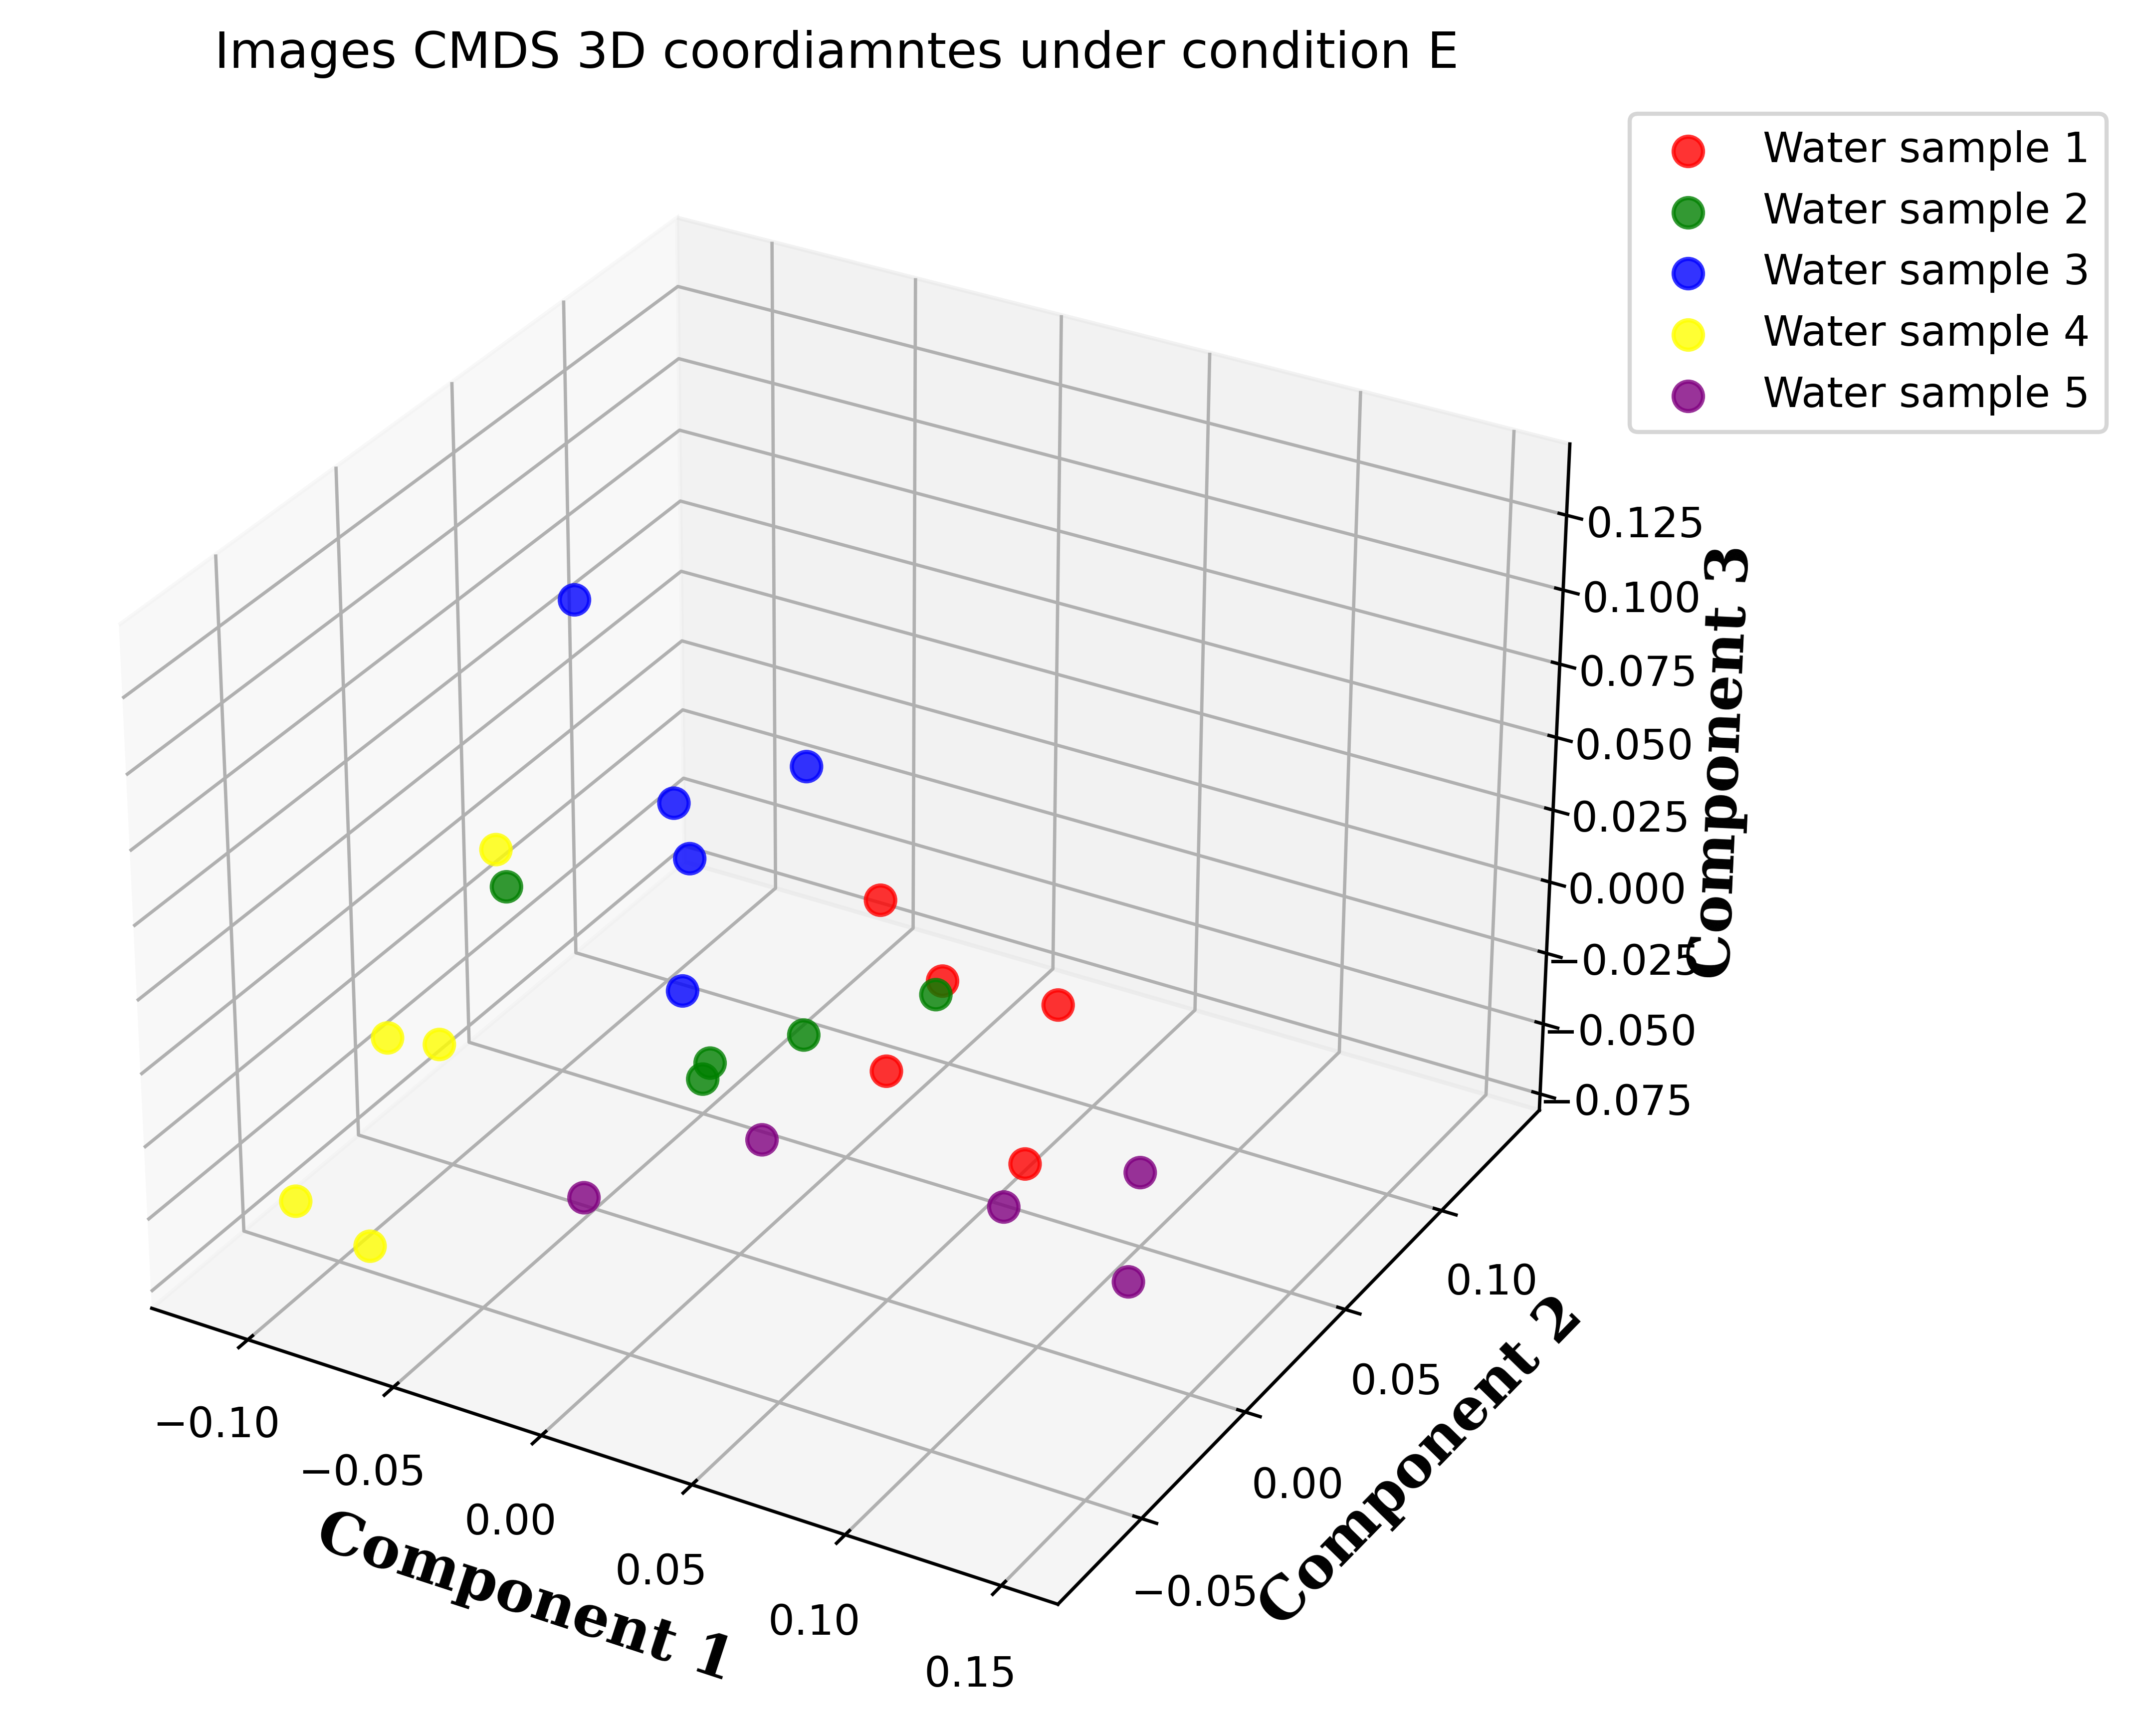 Images CMDS 3D coordiamntes under condition E
Water sample 1
Water sample 2
Water sample 3
Water sample 4
Water sample 5
0.125
0.100
0.075
0.050
0.025
0.000
−0.025
−0.050
−0.075
Component 3
0.10
0.05
0.00
−0.05
Component 2
−0.10
−0.05
0.00
0.05
0.10
0.15
Component 1